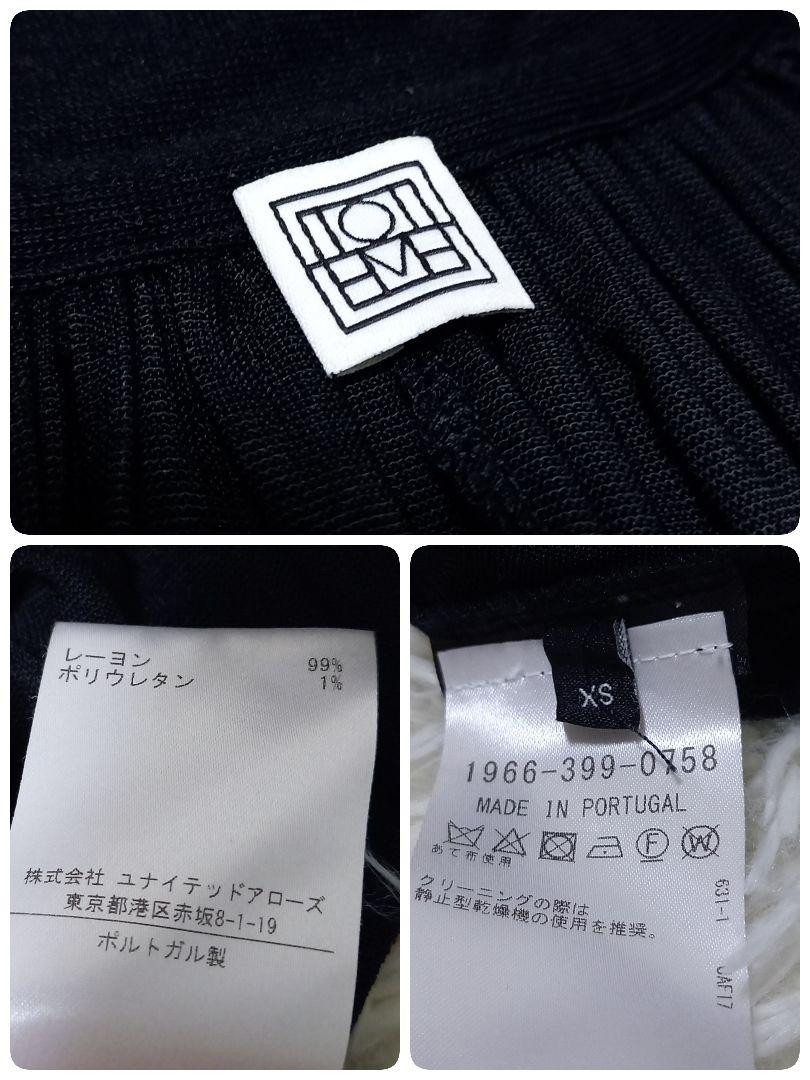 TOTEME
レーヨン 99%
ポリウレタン 1%
株式会社 ユナイテッドアローズ
東京都港区赤坂8-1-19
ポルトガル製
XS
1966-399-0758
MADE IN PORTUGAL
F W
あて布使用
クリーニングの際は
静止型乾燥機の使用を推奨。
631-1
JAF17